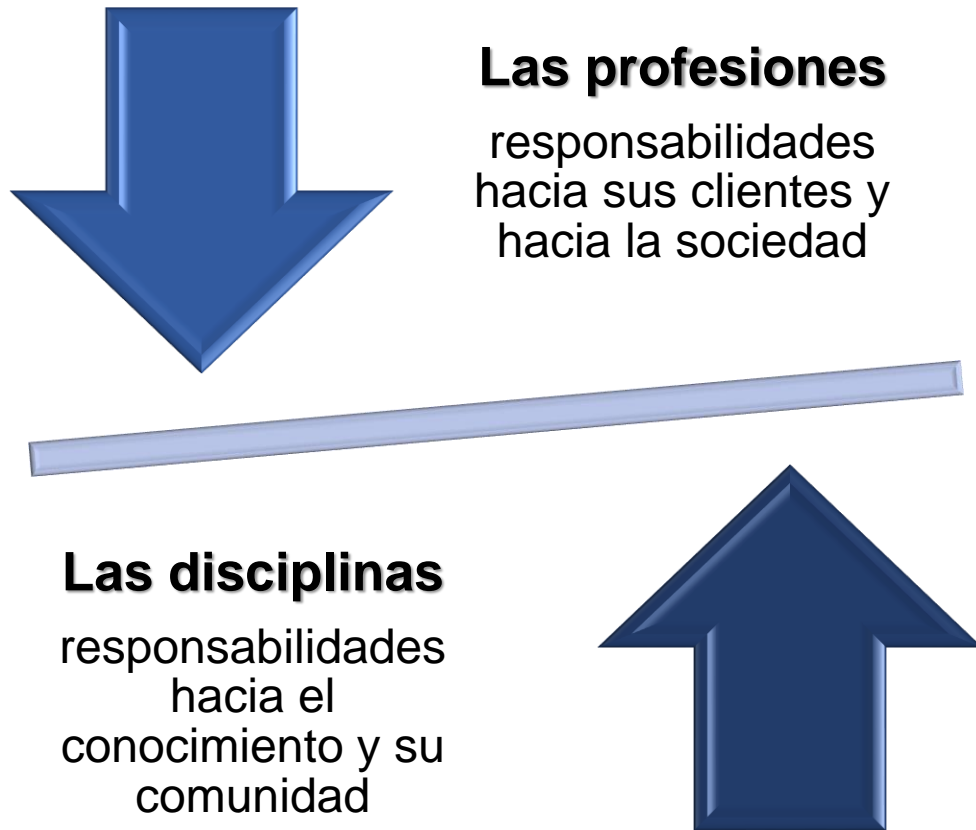 Las profesiones
responsabilidades
hacia sus clientes y
hacia la sociedad
Las disciplinas
responsabilidades
hacia el
conocimiento y su
comunidad